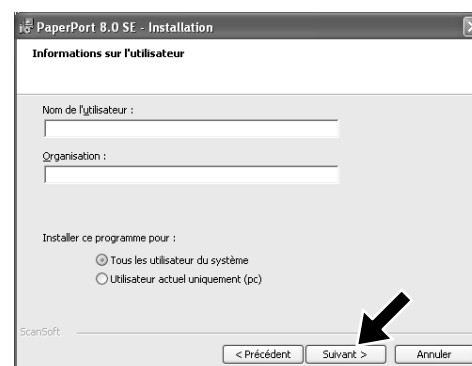 PaperPort 8.0 SE - Installation
Informations sur l'utilisateur
Nom de l'utilisateur :
Organisation :
Installer ce programme pour :
Tous les utilisateur du système
Utilisateur actuel uniquement (pc)
ScanSoft
< Précédent Suivant > Annuler